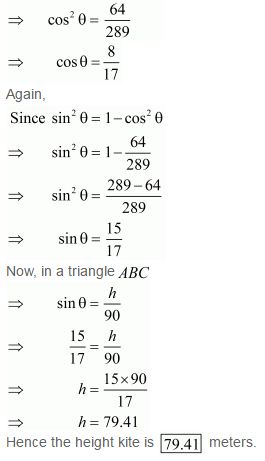 ⇒ cos² θ = 64/289
⇒ cos θ = 8/17
Again,
Since sin² θ = 1 − cos² θ
⇒ sin² θ = 1 − 64/289
⇒ sin² θ = 289 − 64/289
⇒ sin θ = 15/17
Now, in a triangle ABC
⇒ sin θ = h/90
⇒ 15/17 = h/90
⇒ h = 15×90/17
⇒ h = 79.41
Hence the height kite is 79.41 meters.